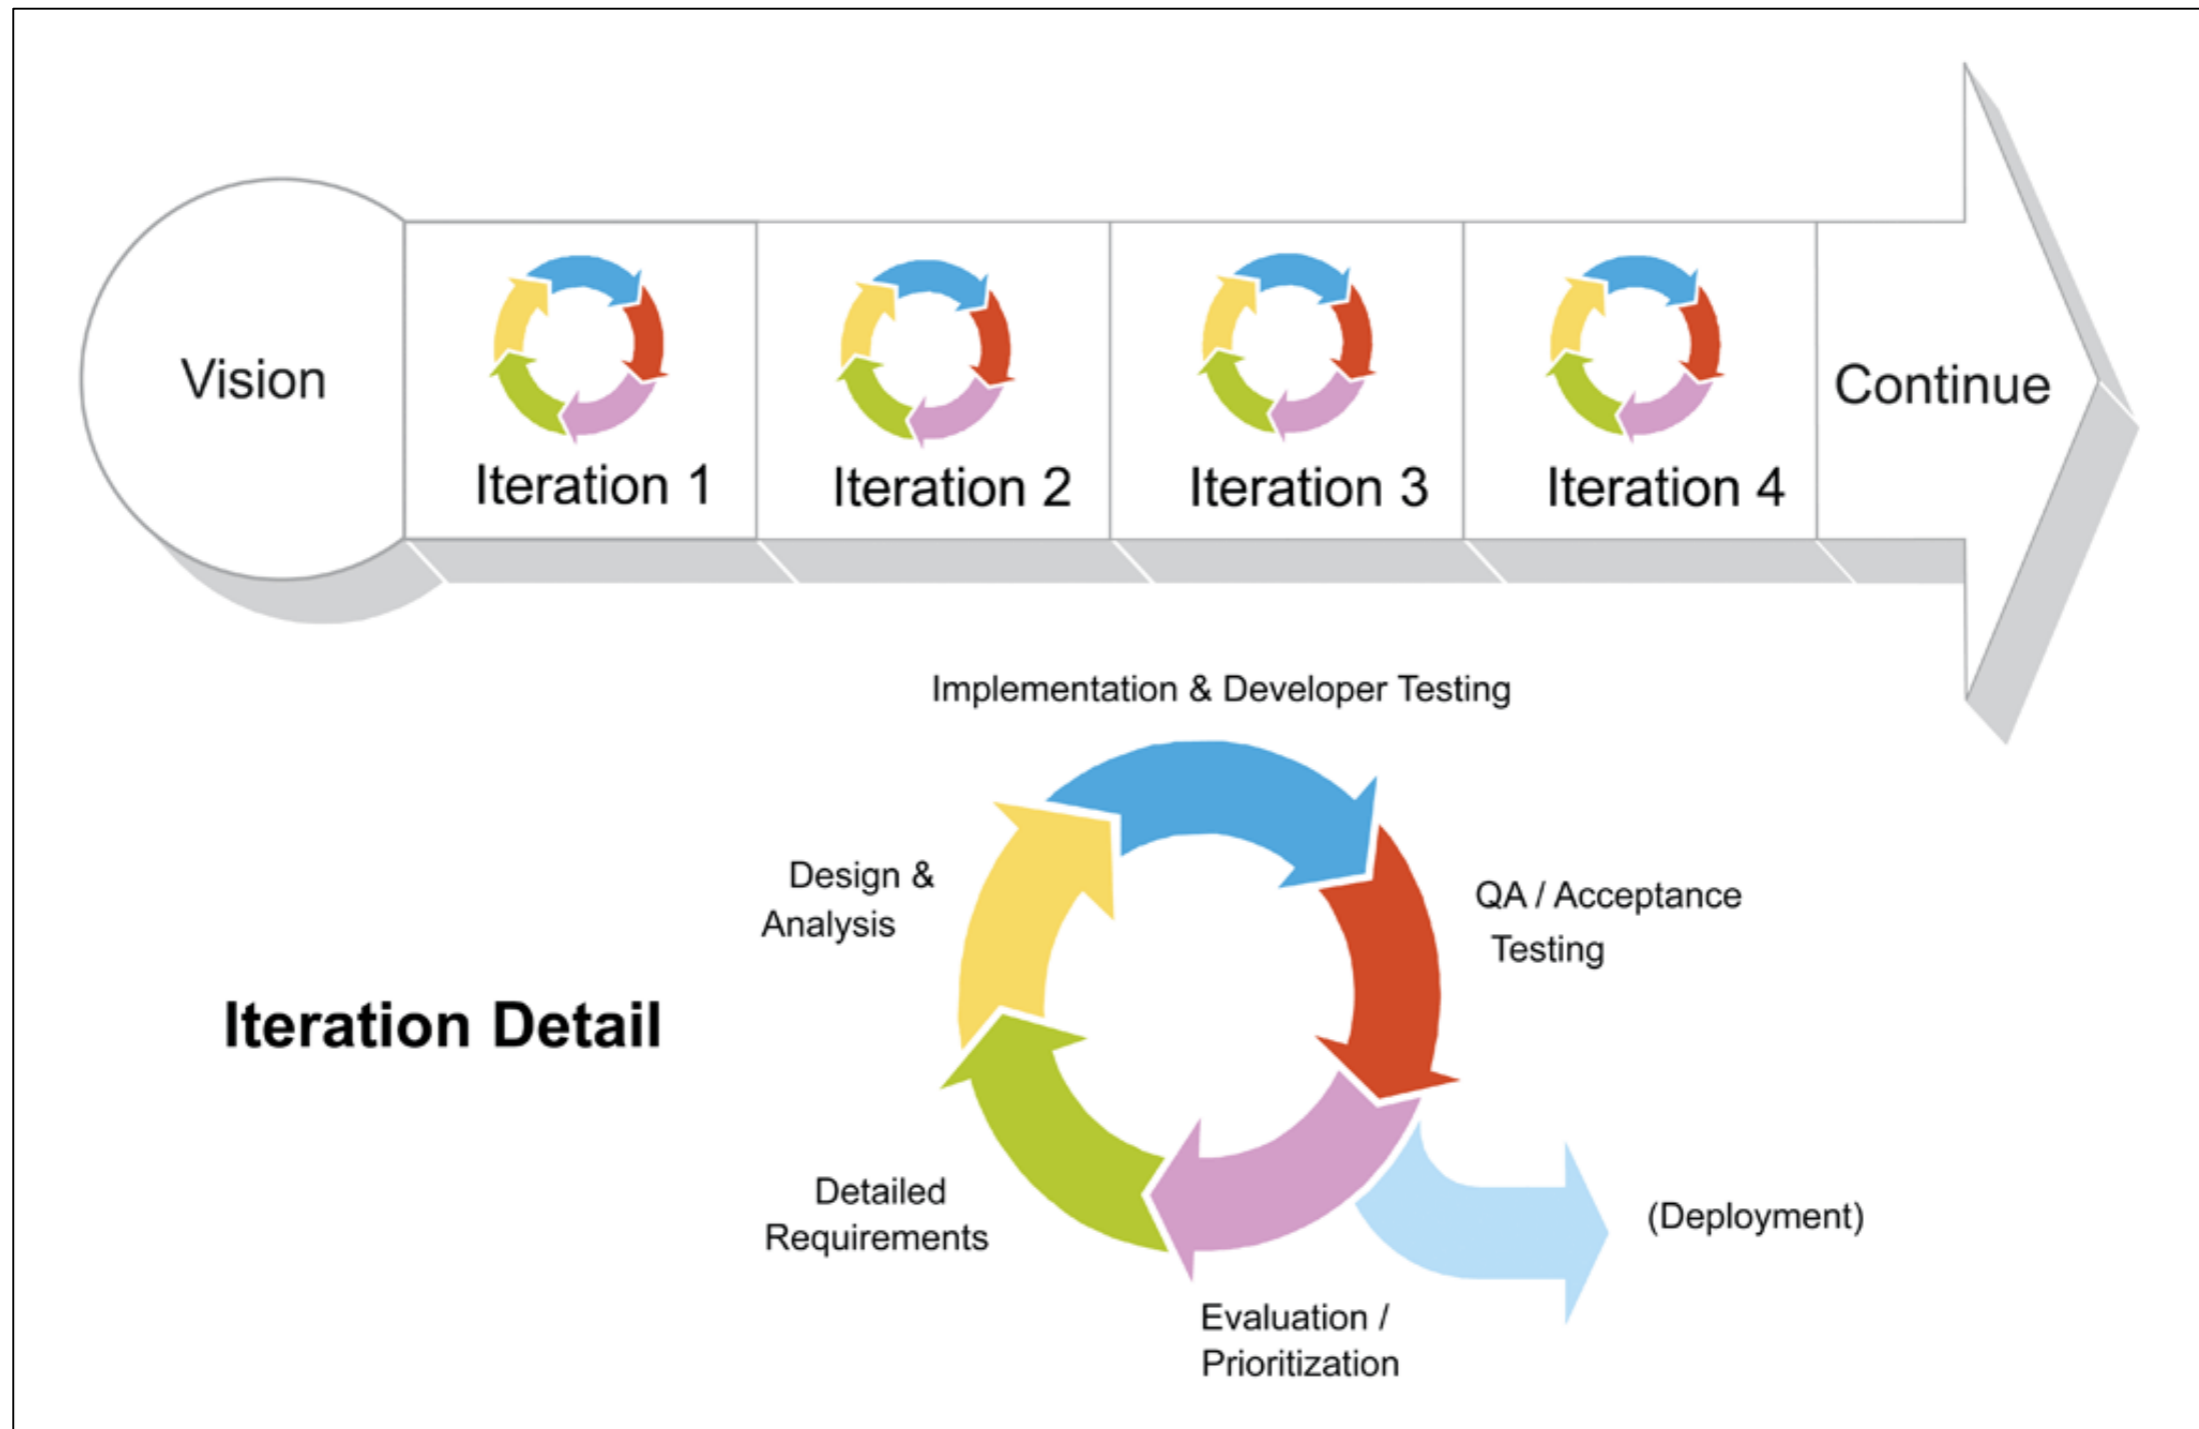 Vision
Iteration 1
Iteration 2
Iteration 3
Iteration 4
Continue
Implementation & Developer Testing
Design &
Analysis
QA / Acceptance
Testing
Iteration Detail
Detailed
Requirements
(Deployment)
Evaluation /
Prioritization